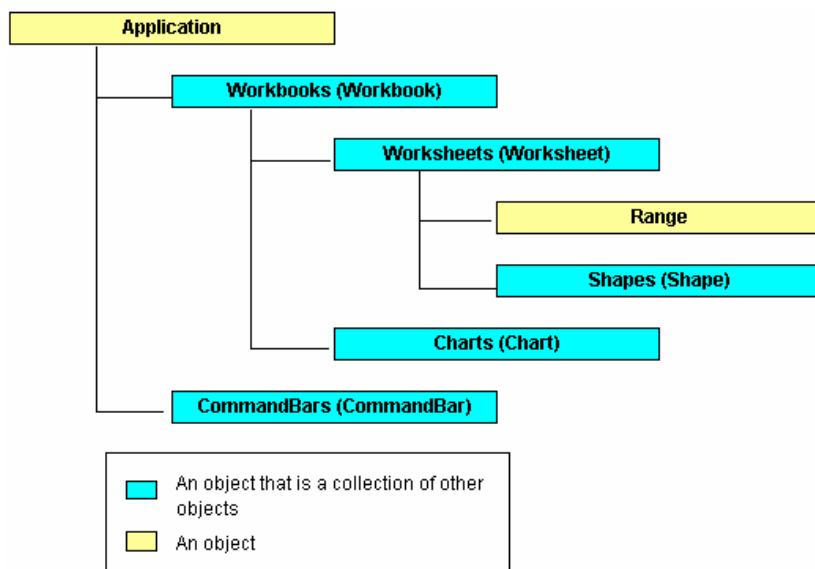 Application
Workbooks (Workbook)
Worksheets (Worksheet)
Range
Shapes (Shape)
Charts (Chart)
CommandBars (CommandBar)
An object that is a collection of other
objects
An object